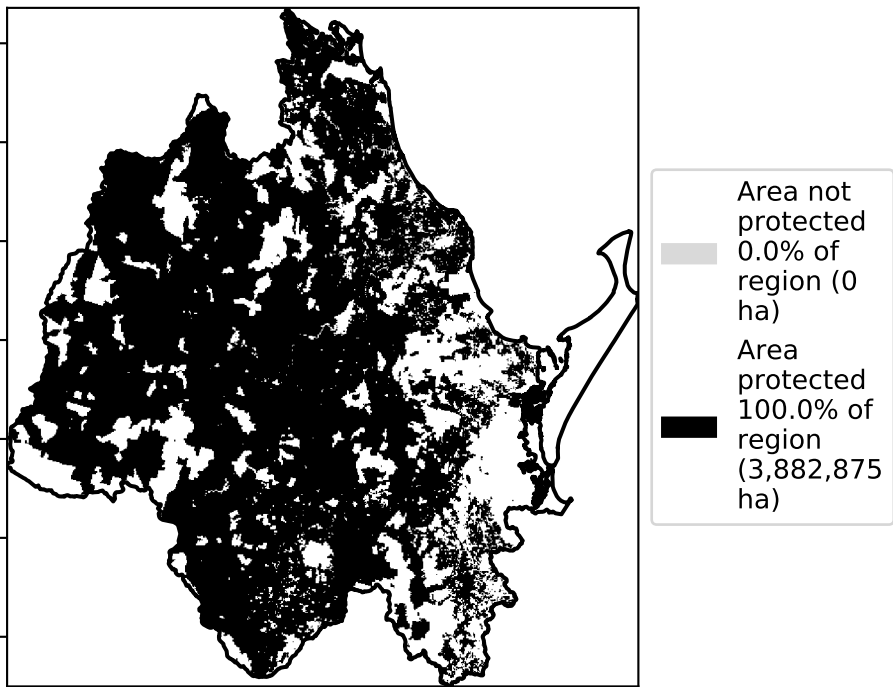 Area not
protected
0.0% of
region (0
ha)
Area
protected
100.0% of
region
(3,882,875
ha)